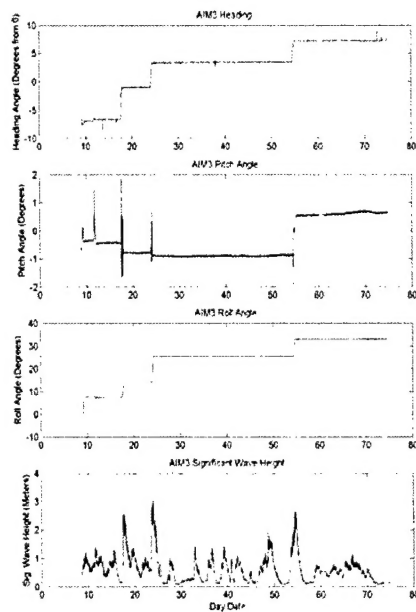 AIM3 Heading
Heading Angle (Degrees from 0)
10
5
0
-5
-10
0 10 20 30 40 50 60 70 80
AIM3 Pitch Angle
Pitch Angle (Degrees)
2
1
0
-1
-2
0 10 20 30 40 50 60 70 80
AIM3 Roll Angle
Roll Angle (Degrees)
40
30
20
10
0
-10
0 10 20 30 40 50 60 70 80
AIM3 Significant Wave Height
Sig. Wave Height (Meters)
4
3
2
1
0
0 10 20 30 40 50 60 70 80
Day Date